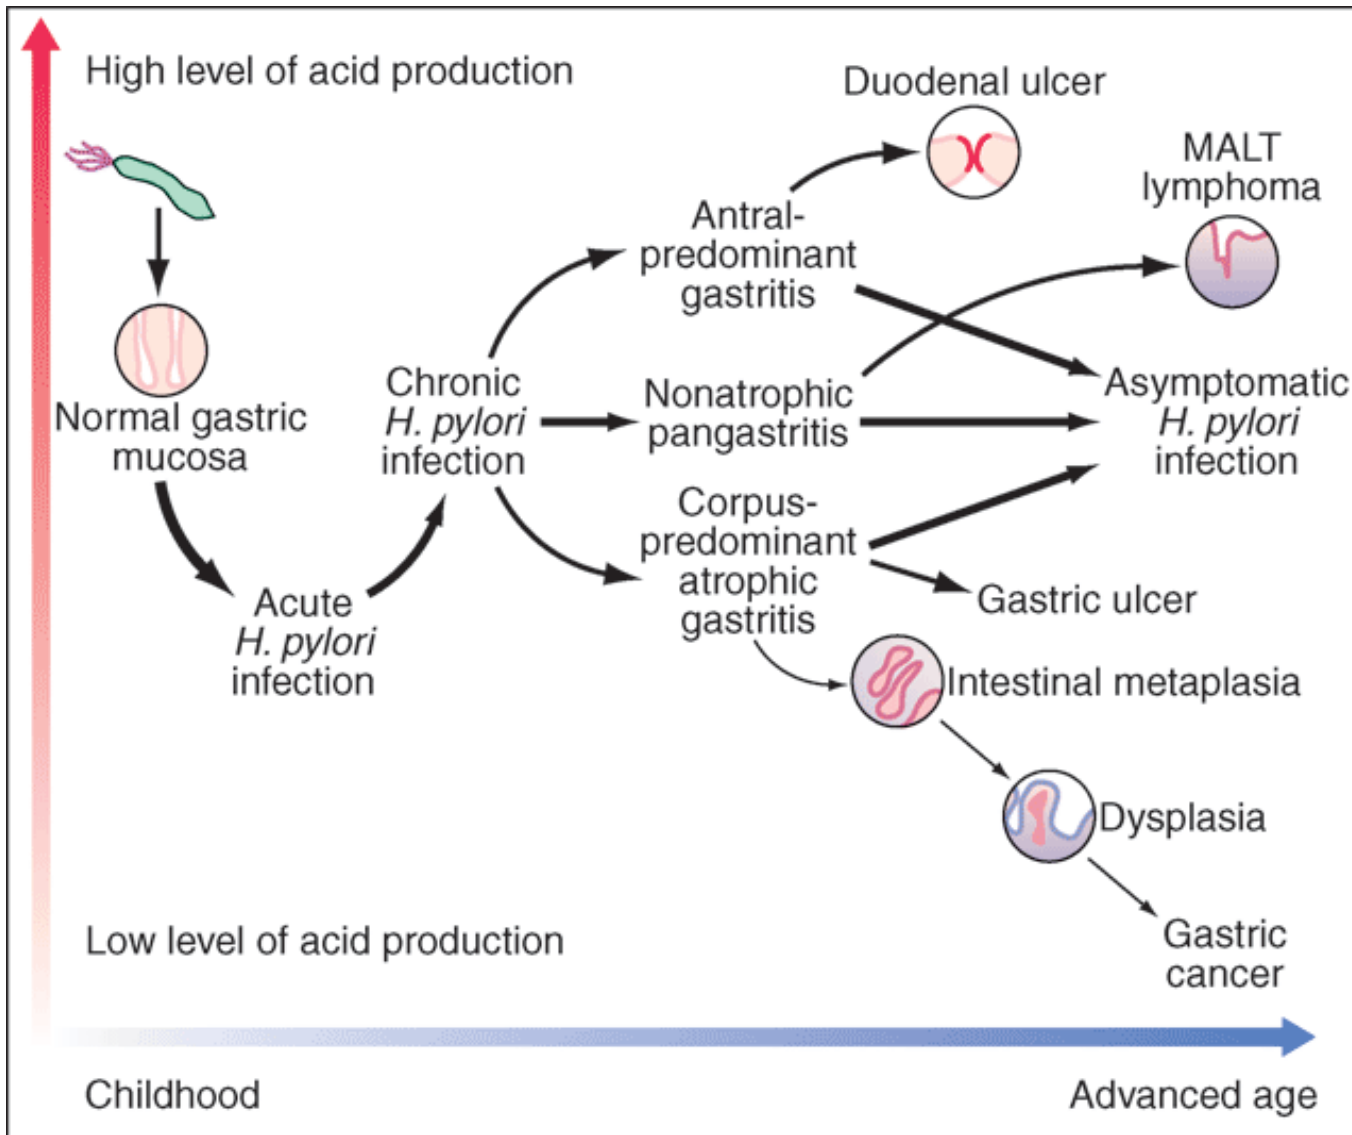 High level of acid production
Duodenal ulcer
MALT
lymphoma
Antral-
predominant
gastritis
Normal gastric
mucosa
Chronic
H. pylori
infection
Nonatrophic
pangastritis
Asymptomatic
H. pylori
infection
Acute
H. pylori
infection
Corpus-
predominant
atrophic
gastritis
Gastric ulcer
Intestinal metaplasia
Dysplasia
Gastric
cancer
Low level of acid production
Childhood
Advanced age